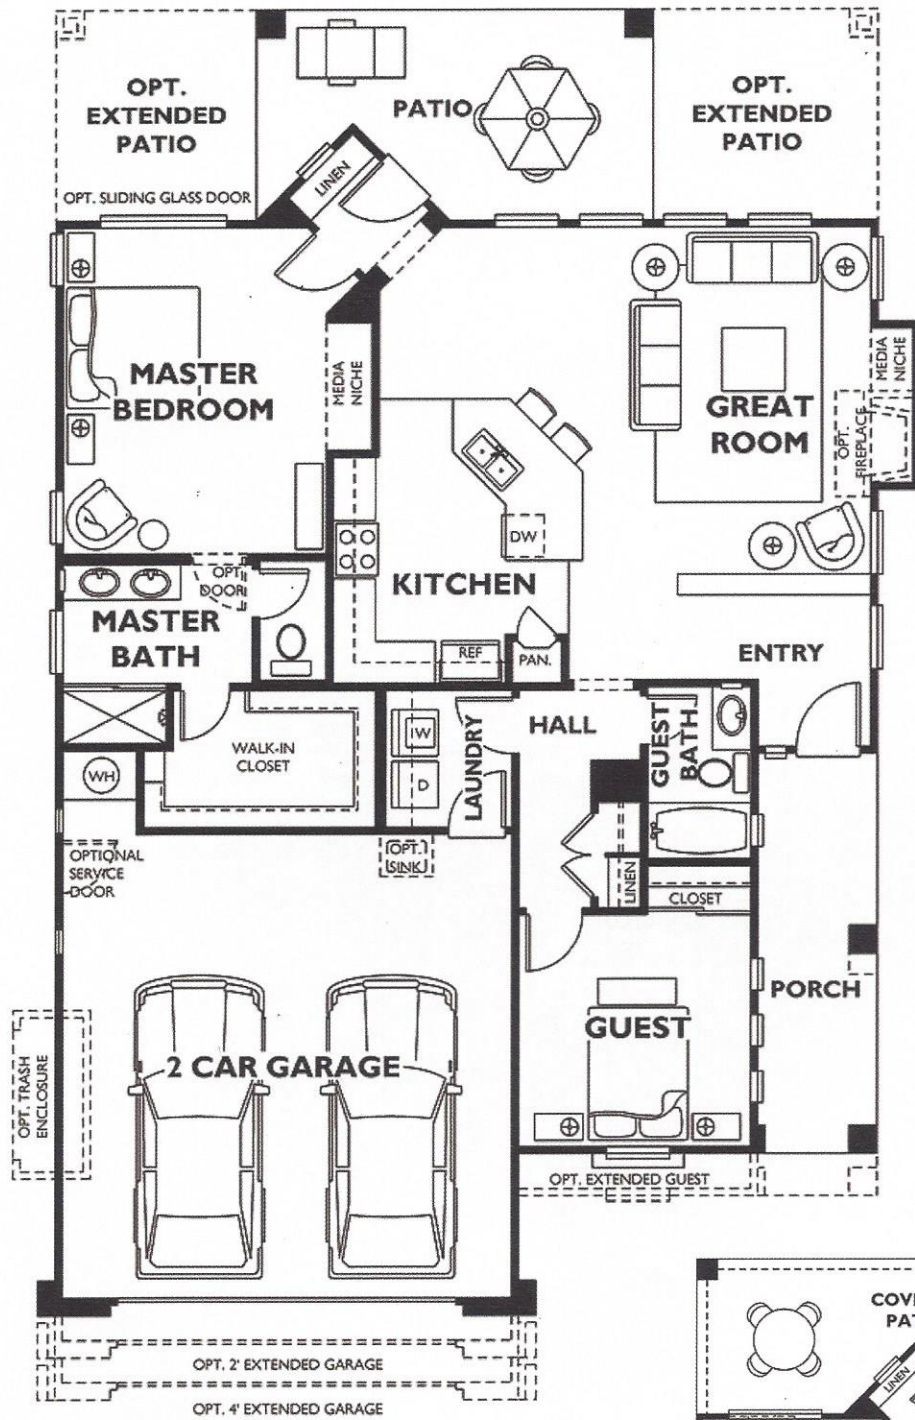 OPT.
EXTENDED
PATIO
PATIO
OPT.
EXTENDED
PATIO
OPT. SLIDING GLASS DOOR
LINEN
MASTER
BEDROOM
MEDIA
NICHE
GREAT
ROOM
MEDIA
NICHE
OPT.
FIREPLACE
DW
KITCHEN
OPT.
DOOR
MASTER
BATH
REF
PAN.
ENTRY
HALL
GUEST
BATH
W
D
LAUNDRY
WALK-IN
CLOSET
WH
OPTIONAL
SERVICE
DOOR
OPT.
SINK
LINEN
CLOSET
PORCH
GUEST
2 CAR GARAGE
OPT. TRASH
ENCLOSURE
OPT. EXTENDED GUEST
OPT. 2' EXTENDED GARAGE
OPT. 4' EXTENDED GARAGE
LINEN